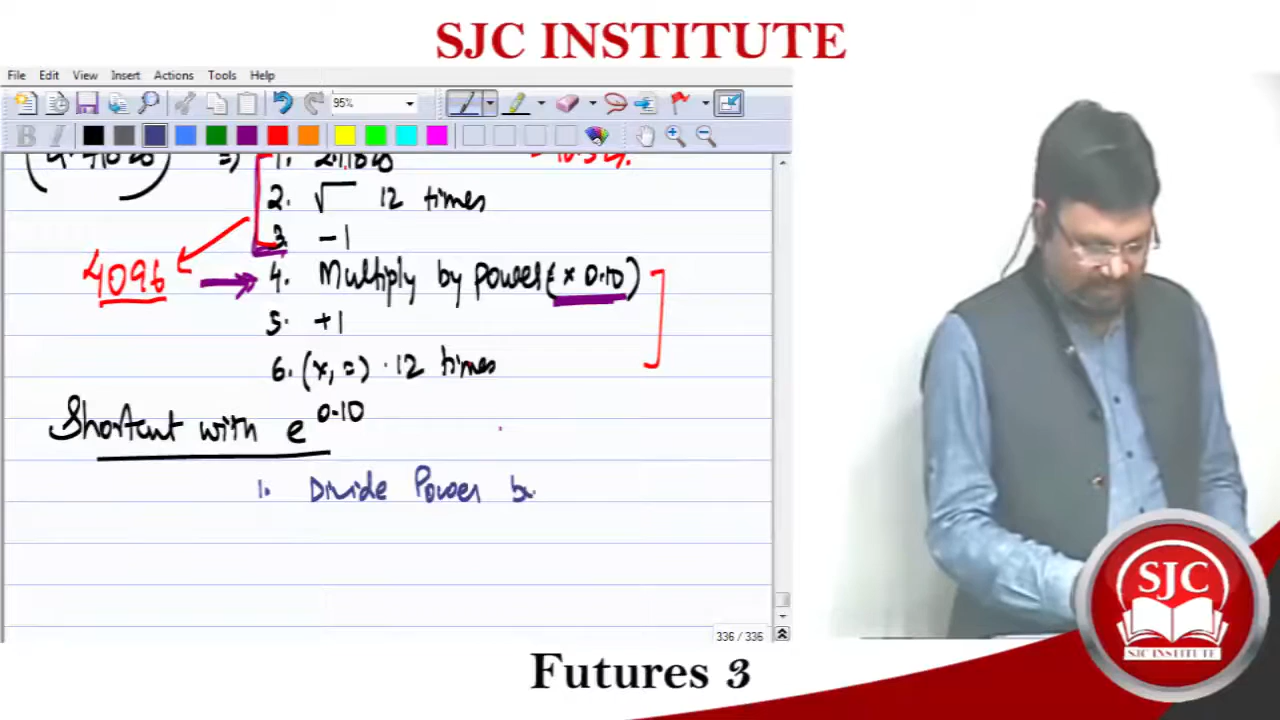 SJC INSTITUTE
File Edit View Insert Actions Tools Help
95%
B I
2. √ 12 times
3. -1
4096
4. Multiply by power (× 0.10)
5. +1
6. (×, =) · 12 times
Shortcut with e^0.10
1. Divide Power by
336 / 336
SJC
SJC INSTITUTE
Futures 3